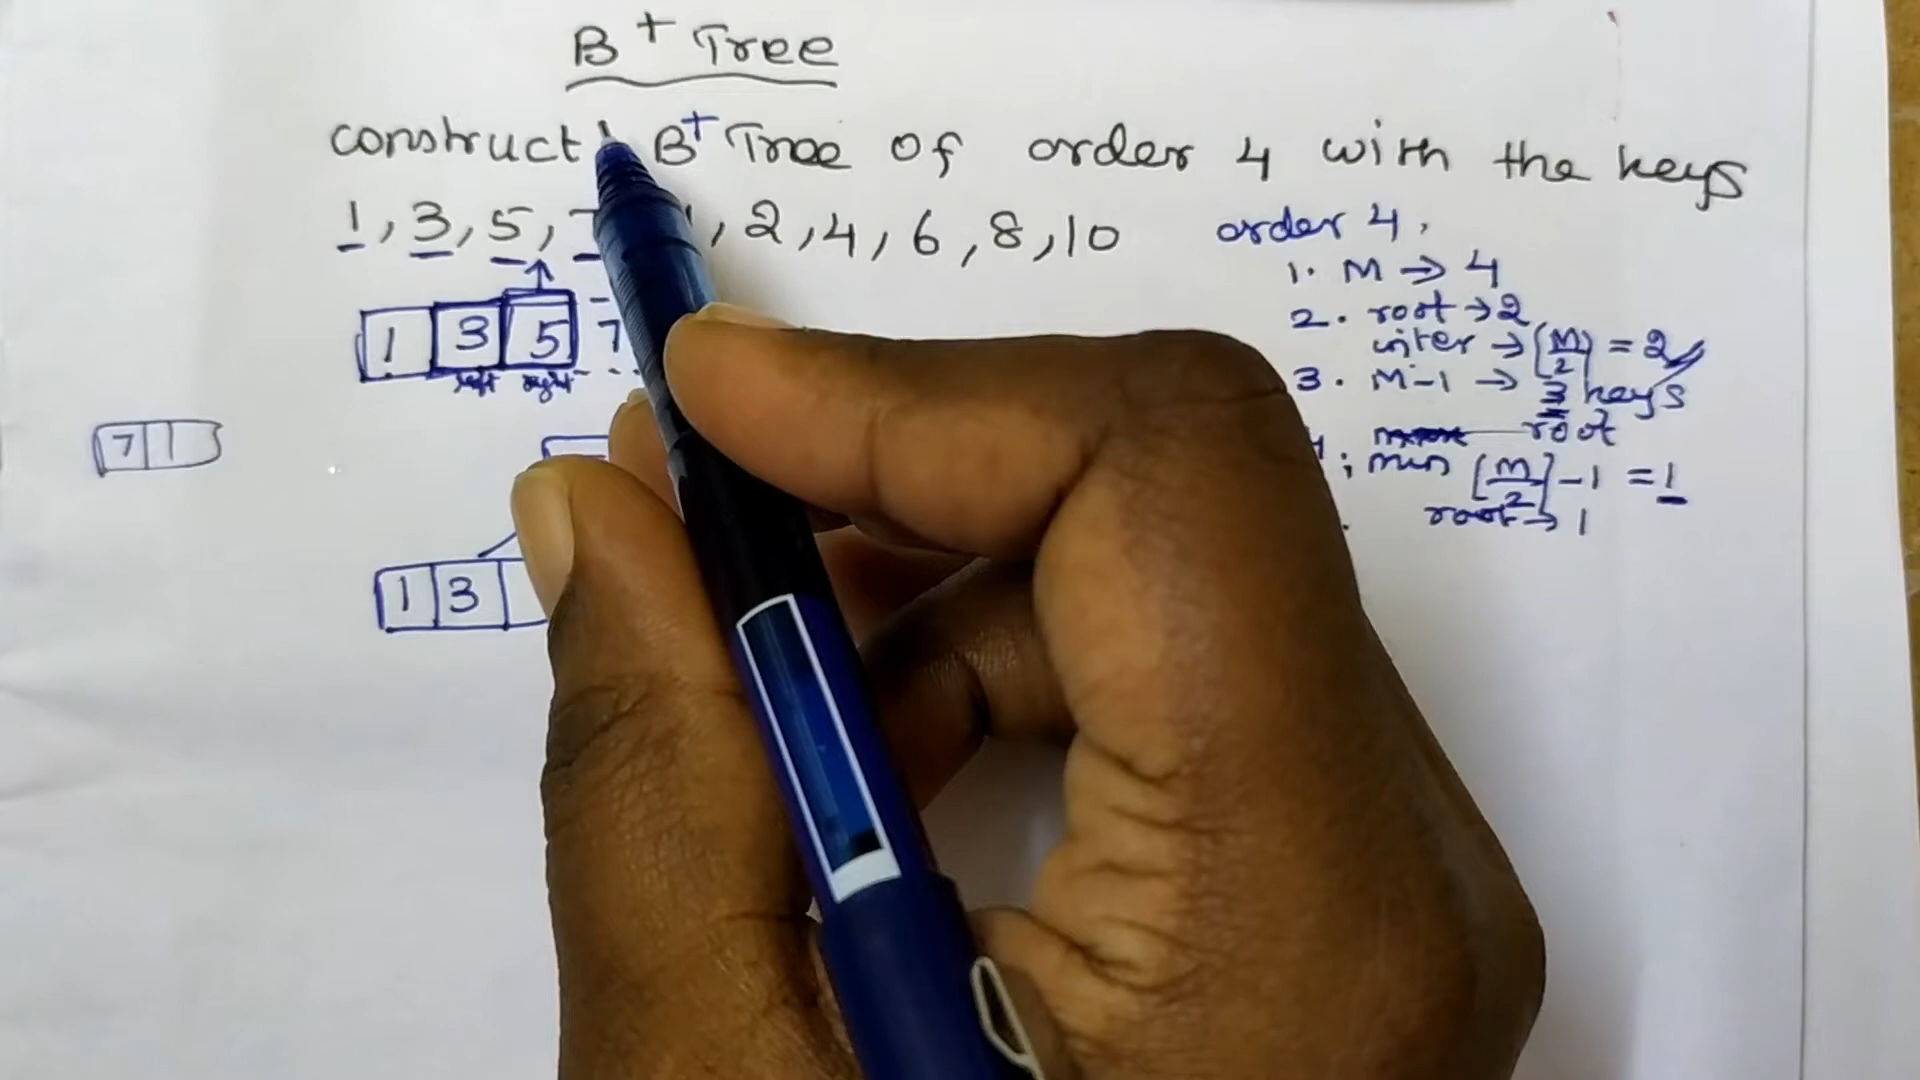 B+ Tree
construct B+ Tree of order 4 with the keys
1, 3, 5, 7 , 2, 4, 6, 8, 10
order 4,
1. M → 4
2. root → 2
inter → [M/2] = 2
3. M-1 → 3 keys
root
min [m/2] - 1 = 1
root → 1
1 3 5 7
left right
7 1
1 3